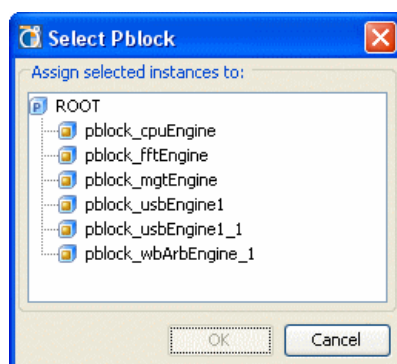 Select Pblock
Assign selected instances to:
P ROOT
pblock_cpuEngine
pblock_fftEngine
pblock_mgtEngine
pblock_usbEngine1
pblock_usbEngine1_1
pblock_wbArbEngine_1
OK Cancel